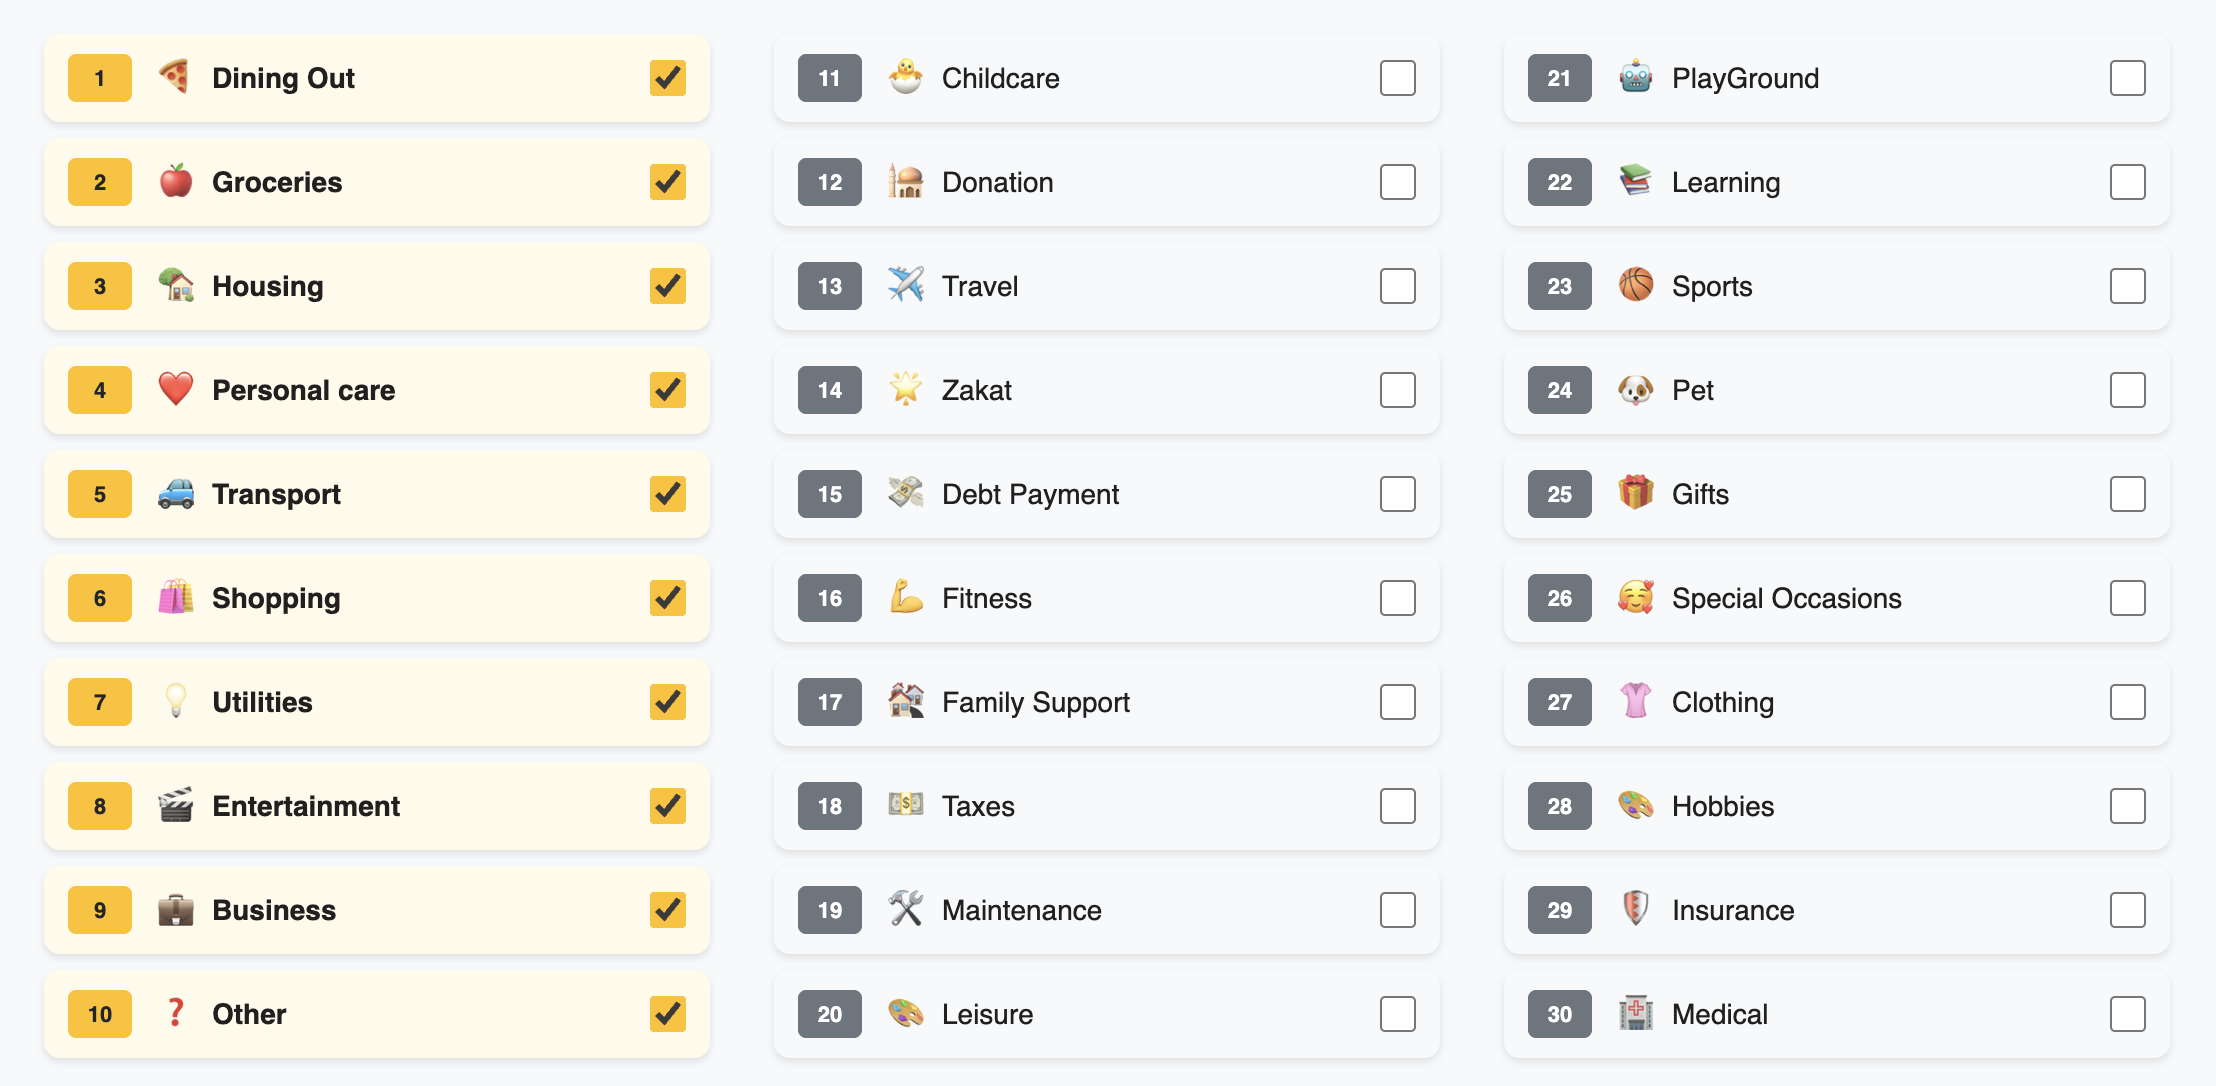 1 Dining Out
2 Groceries
3 Housing
4 Personal care
5 Transport
6 Shopping
7 Utilities
8 Entertainment
9 Business
10 Other
11 Childcare
12 Donation
13 Travel
14 Zakat
15 Debt Payment
16 Fitness
17 Family Support
18 Taxes
19 Maintenance
20 Leisure
21 PlayGround
22 Learning
23 Sports
24 Pet
25 Gifts
26 Special Occasions
27 Clothing
28 Hobbies
29 Insurance
30 Medical